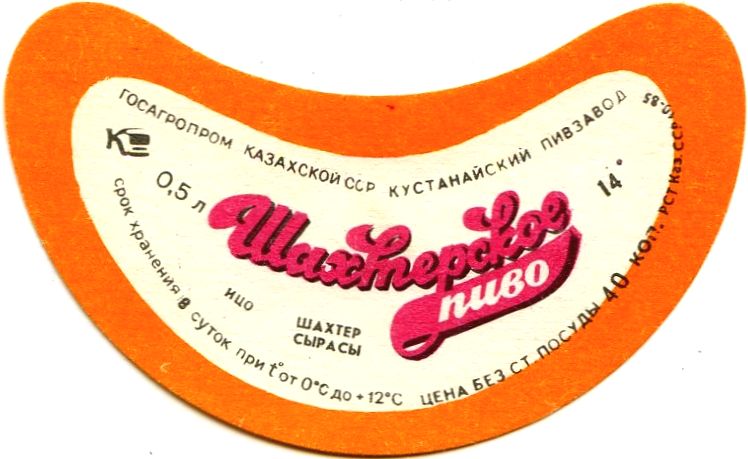 ГОСАГРОПРОМ КАЗАХСКОЙ ССР КУСТАНАЙСКИЙ ПИВЗАВОД
К
0,5 л
14°
Шахтерское
пиво
ИЦО
ШАХТЕР
СЫРАСЫ
срок хранения 8 суток при t° от 0°С до +12°С
ЦЕНА БЕЗ СТ. ПОСУДЫ 40 КОП. РСТ Каз.ССР